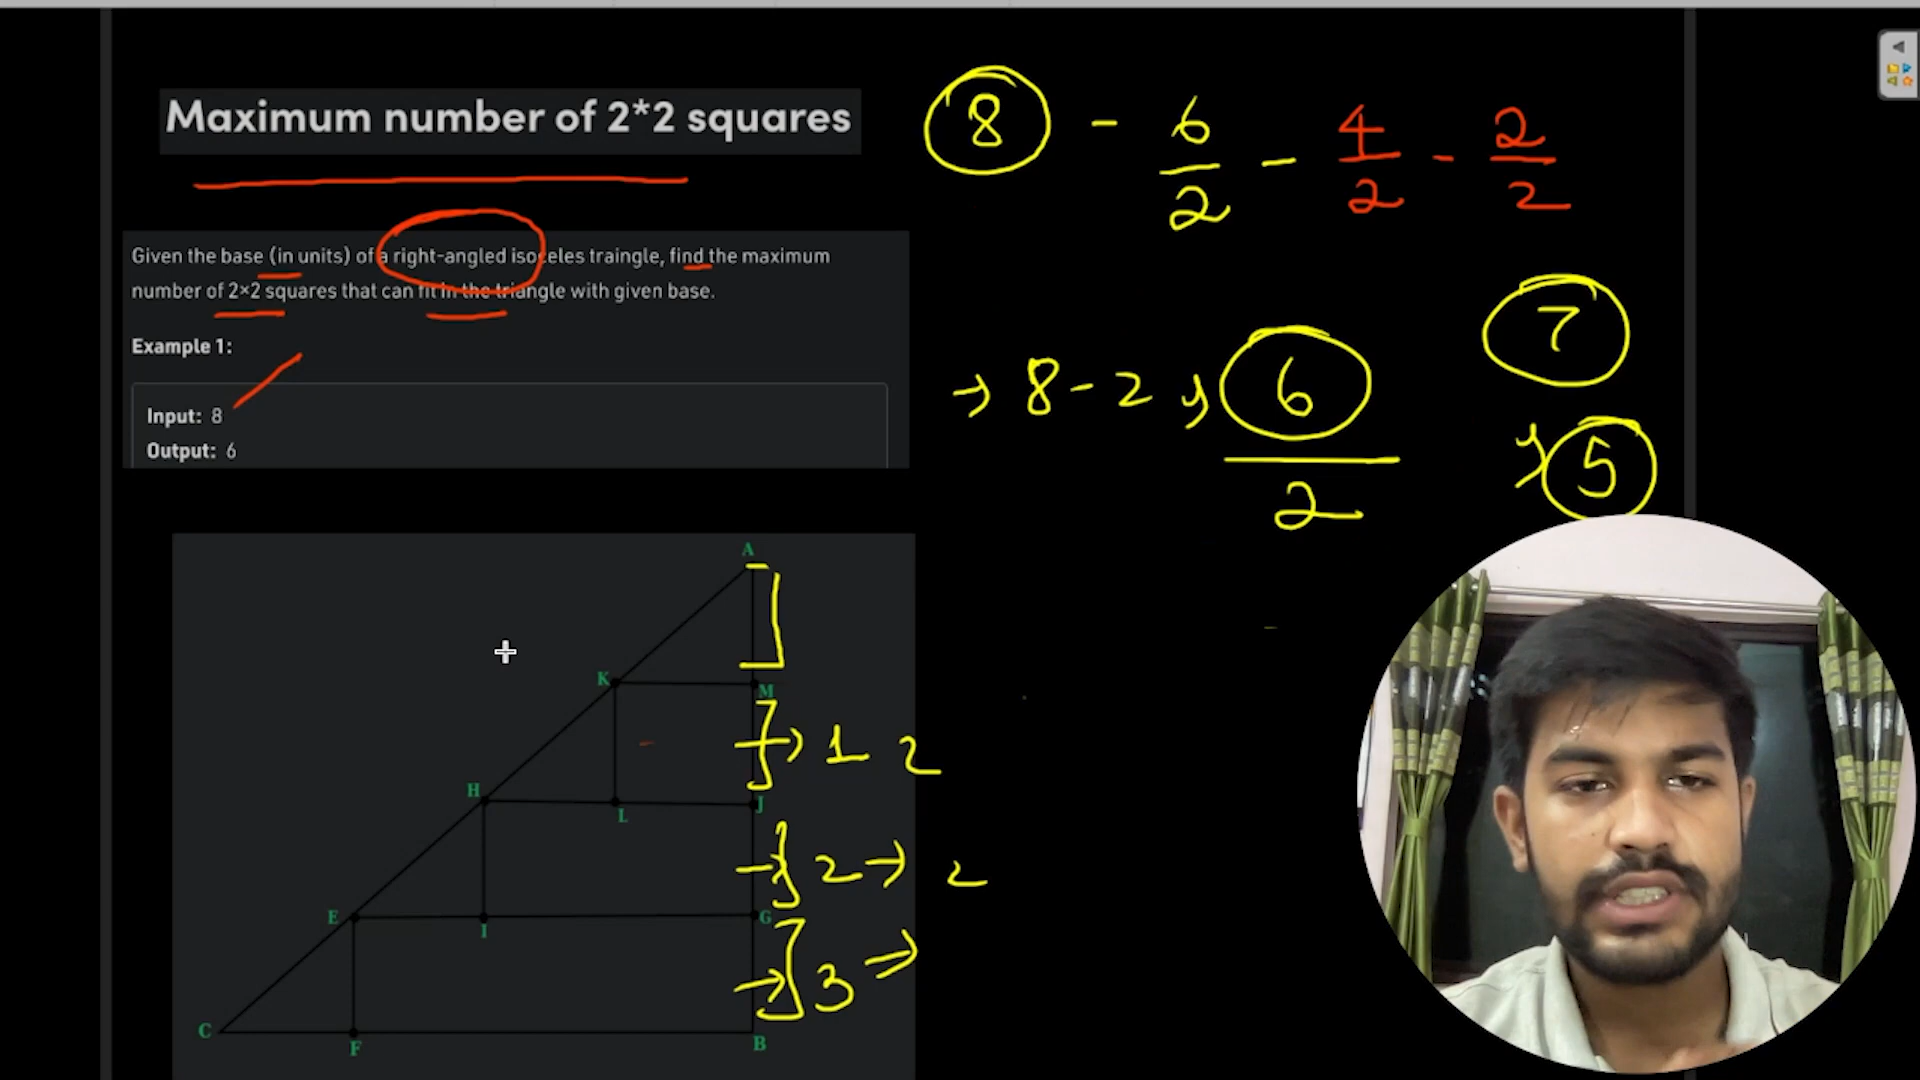 Maximum number of 2*2 squares
Given the base (in units) of a right-angled isoceles traingle, find the maximum
number of 2×2 squares that can fit in the triangle with given base.
Example 1:
Input: 8
Output: 6
8 - 6/2 - 4/2 - 2/2
→ 8 - 2 → 6
2
7
→ 5
A
K
M
→ 1 2
H
J
L
→ 2 → 2
E
G
I
→ 3 →
C
B
F